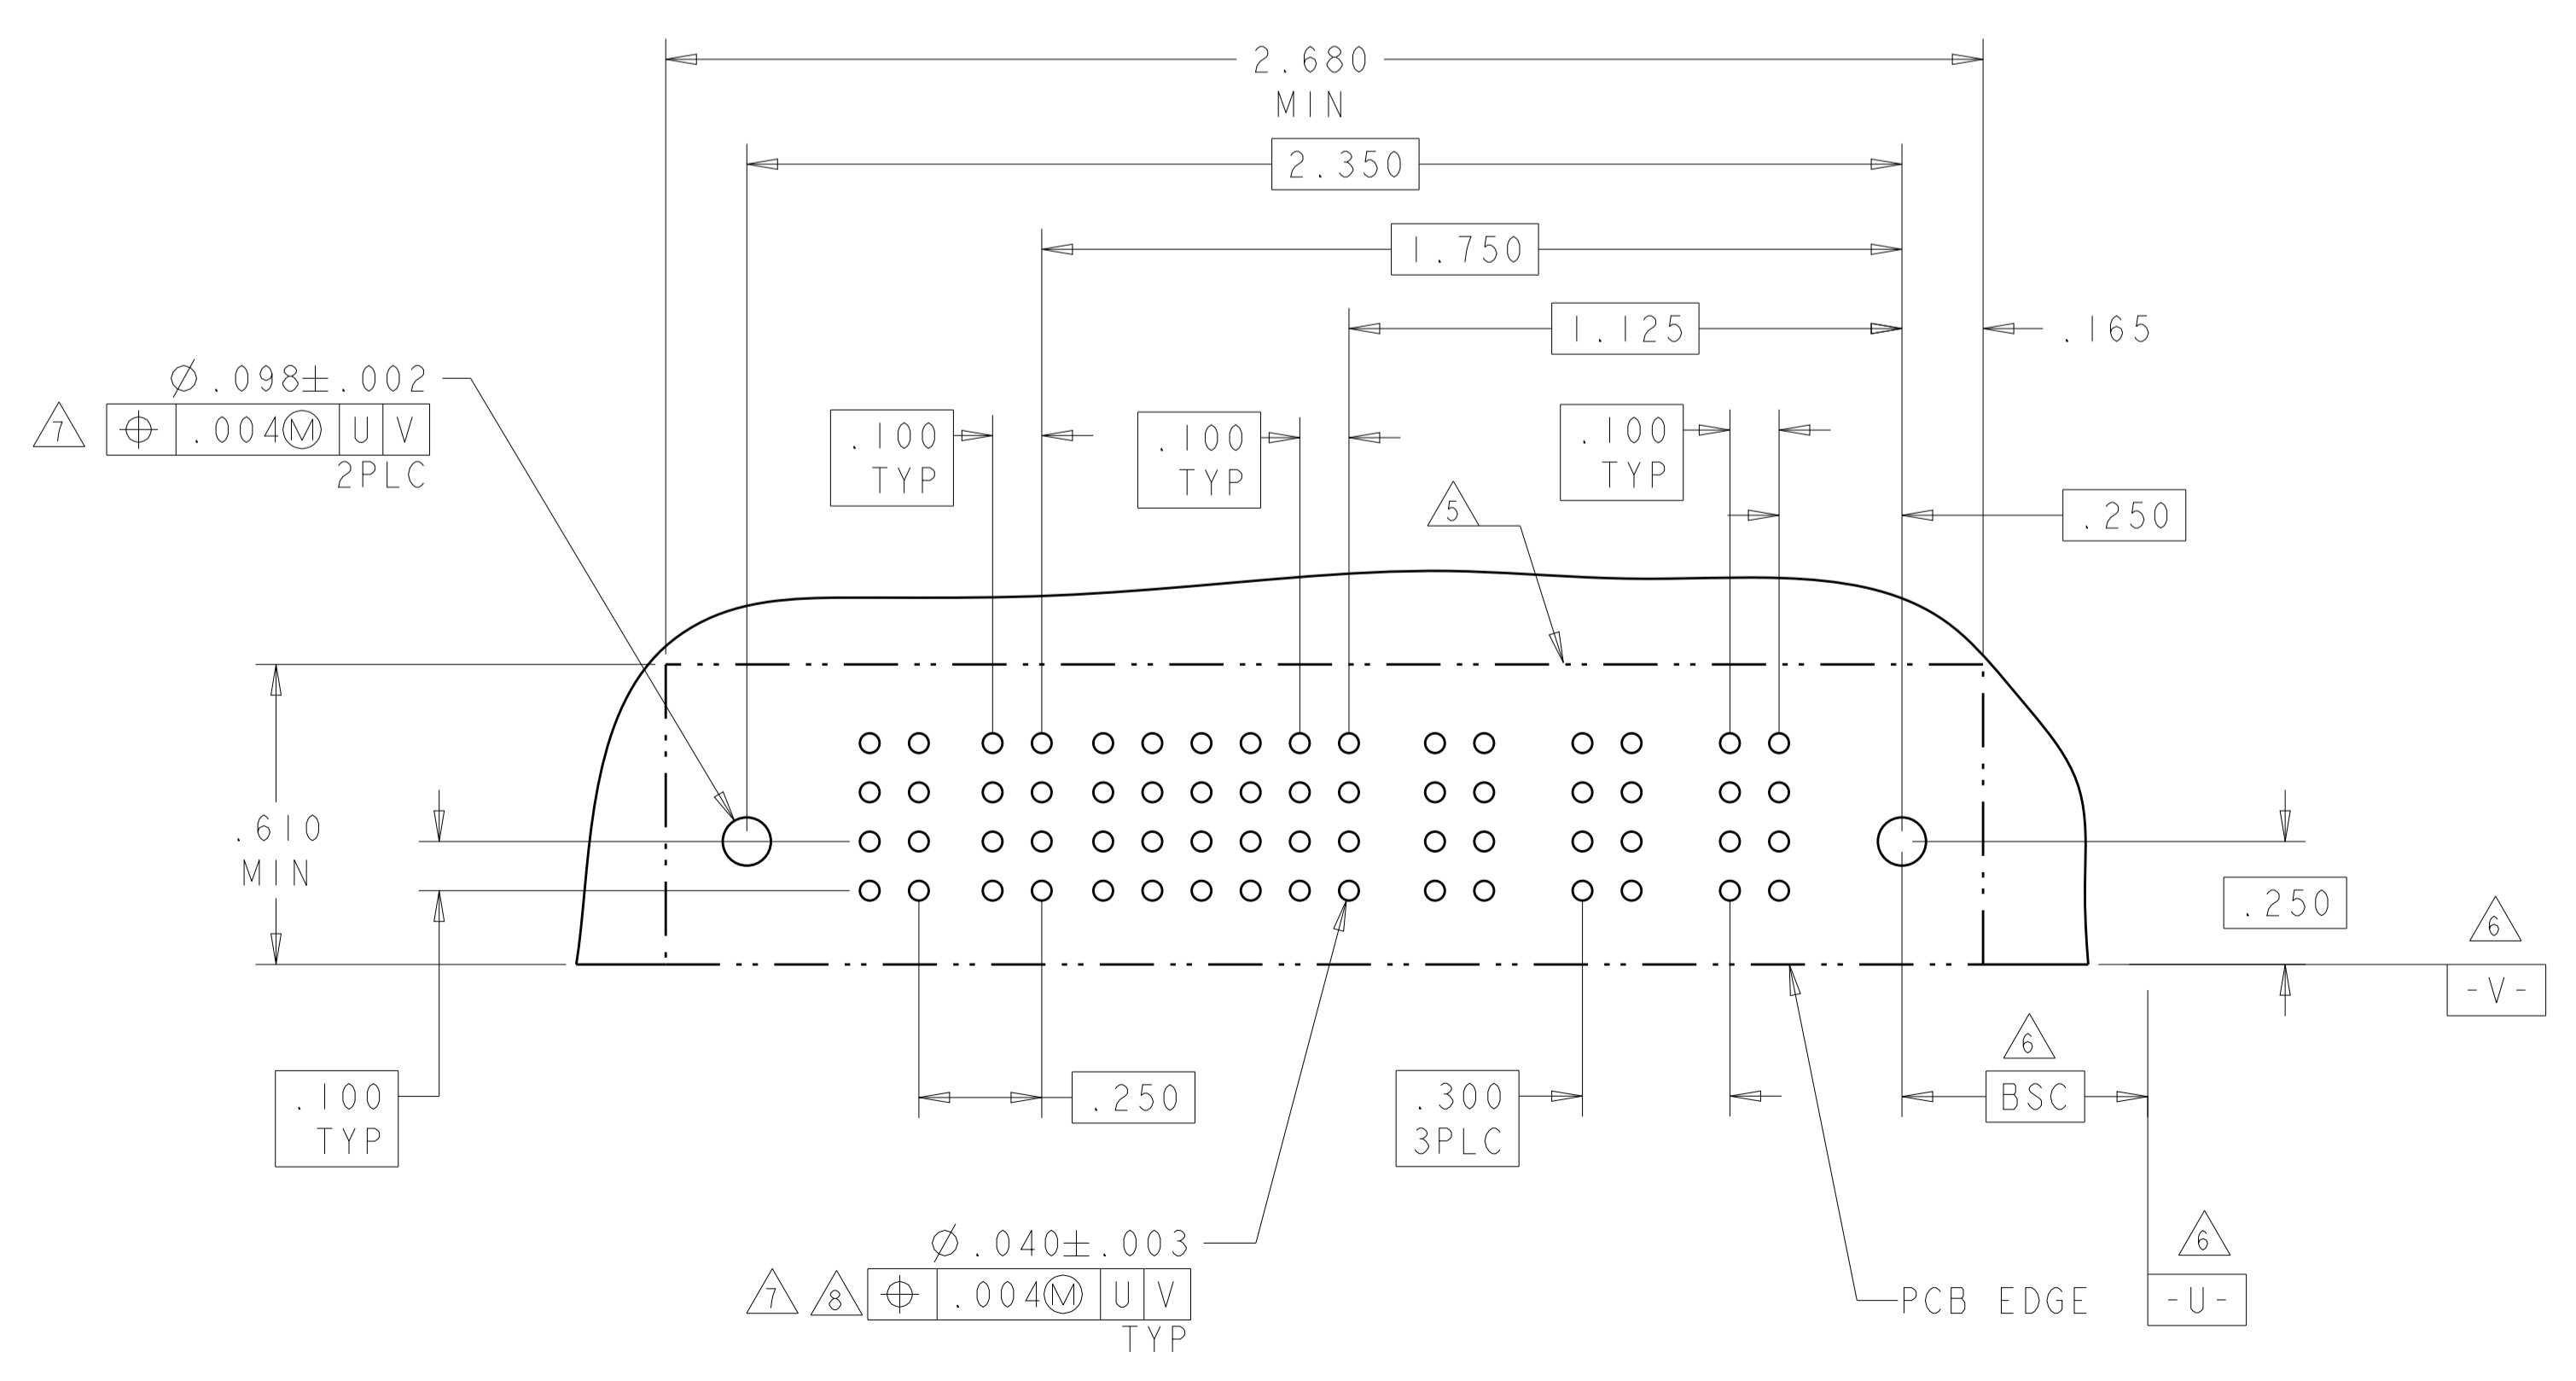 2.680
MIN
2.350
1.750
1.125
.165
Ø.098±.002
7
⌖ .004Ⓜ U V
2PLC
.100
TYP
.100
TYP
.100
TYP
5
.250
.610
MIN
.250
6
-V-
6
BSC
.100
TYP
.250
.300
3PLC
6
-U-
Ø.040±.003
7 8
⌖ .004Ⓜ U V
TYP
PCB EDGE